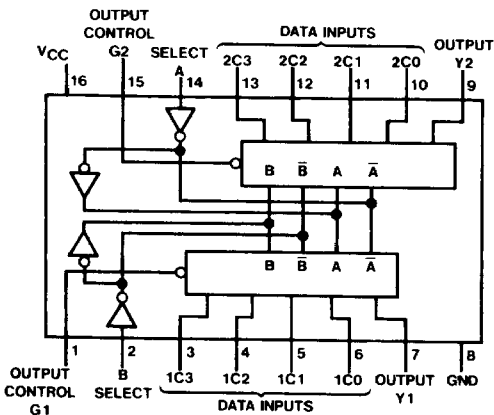 OUTPUT
CONTROL
G2
SELECT
A
DATA INPUTS
2C3 2C2 2C1 2C0
OUTPUT
Y2
VCC
16 15 14 13 12 11 10 9
B B̅ A A̅
B B̅ A A̅
1 2 3 4 5 6 7 8
OUTPUT
CONTROL
G1
B
SELECT
1C3 1C2 1C1 1C0
DATA INPUTS
OUTPUT
Y1
GND